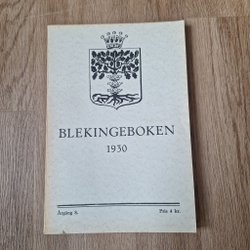 BLEKINGEBOKEN
1930
Årgång 8. Pris 4 kr.